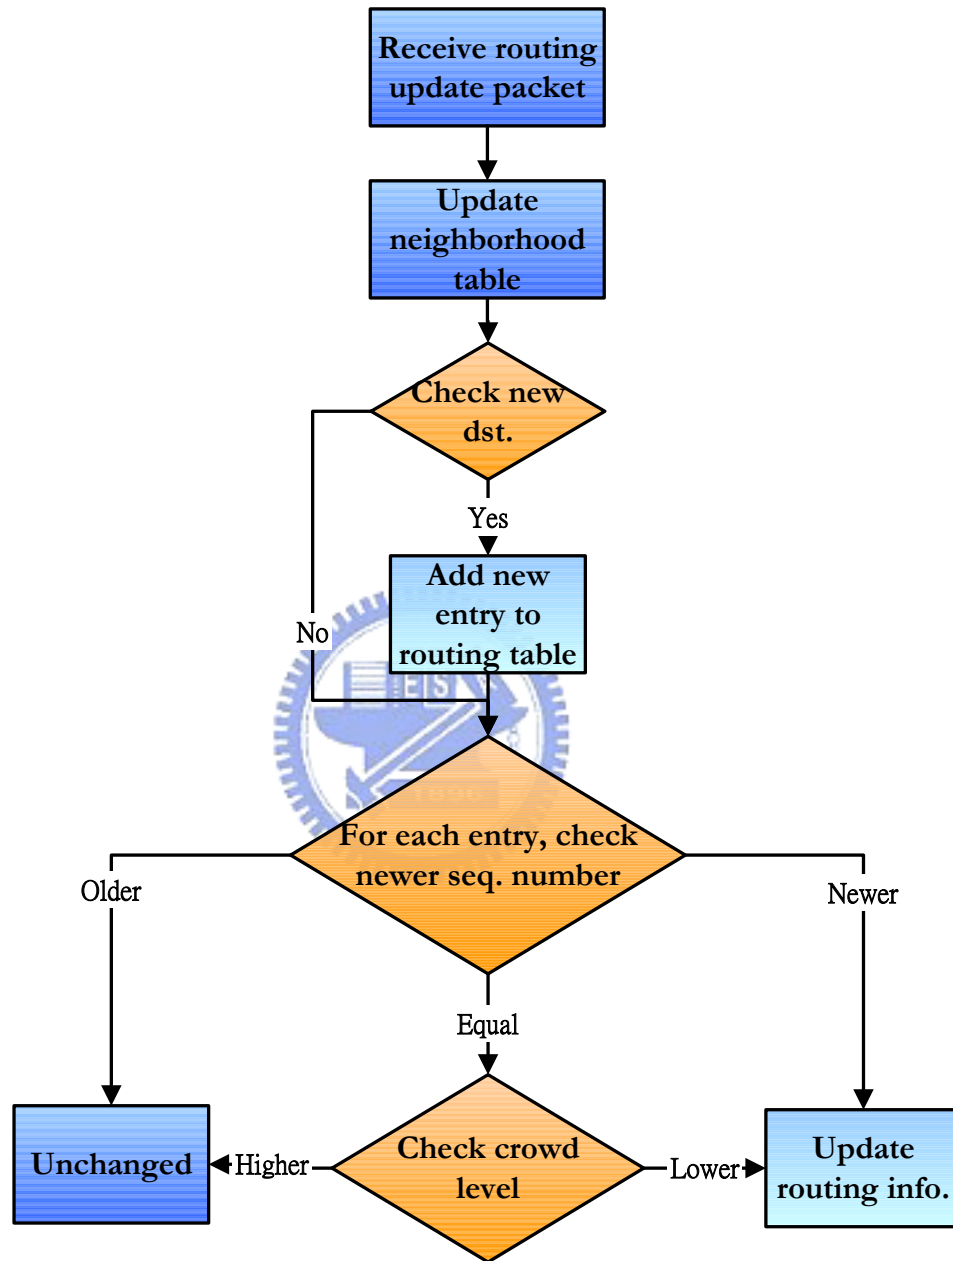 Receive routing
update packet
Update
neighborhood
table
Check new
dst.
Yes
No
Add new
entry to
routing table
ES
For each entry, check
newer seq. number
Older
Newer
Equal
Unchanged
Higher
Check crowd
level
Lower
Update
routing info.